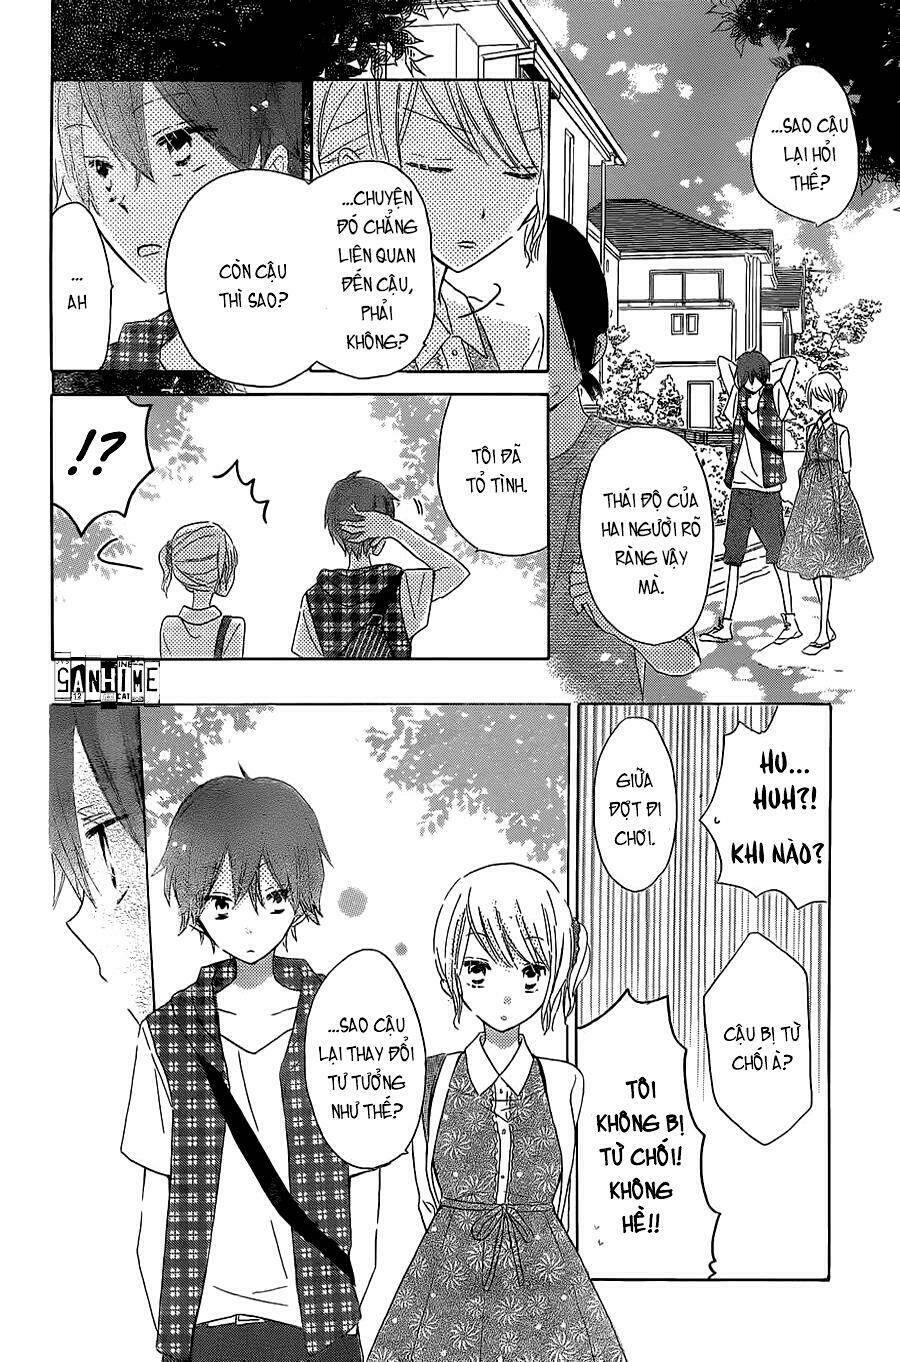 ...SAO CẬU
LẠI HỎI
THẾ?
THÁI ĐỘ CỦA
HAI NGƯỜI RÕ
RÀNG VẬY
MÀ.
...CHUYỆN
ĐÓ CHẲNG
LIÊN QUAN
ĐẾN CẬU,
PHẢI
KHÔNG?
CÒN CẬU
THÌ SAO?
...
AH
TÔI ĐÃ
TỎ TÌNH.
!?
SANHIME
HU...
HUH?!
KHI NÀO?
GIỮA
ĐỢT ĐI
CHƠI.
CẬU BỊ TỪ
CHỐI À?
TÔI
KHÔNG BỊ
TỪ CHỐI!
KHÔNG
HỀ!!
...SAO CẬU
LẠI THAY ĐỔI
TƯ TƯỞNG
NHƯ THẾ?